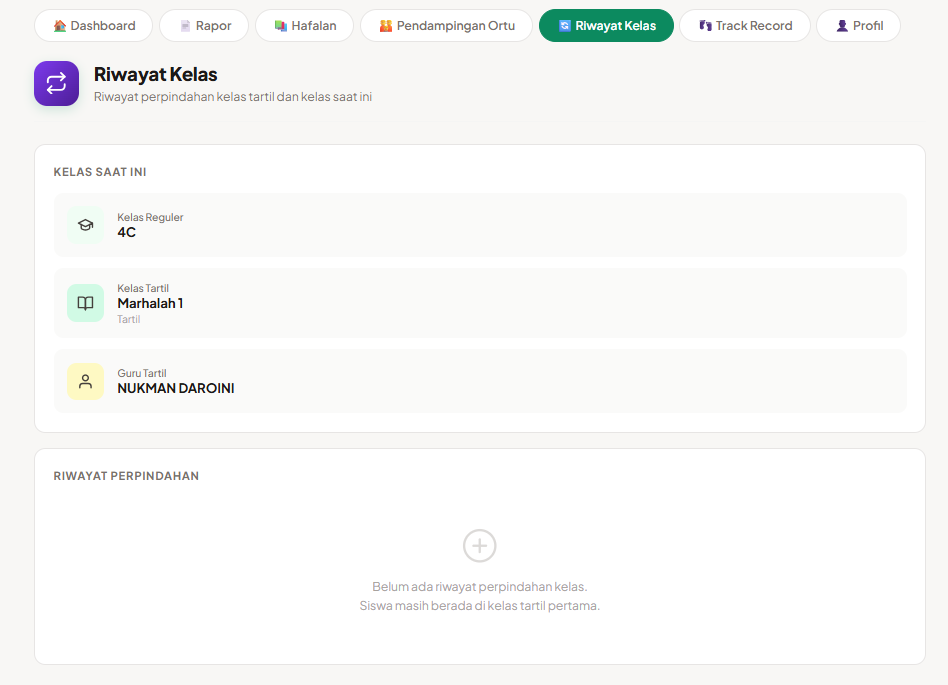 Dashboard
Rapor
Hafalan
Pendampingan Ortu
Riwayat Kelas
Track Record
Profil
Riwayat Kelas
Riwayat perpindahan kelas tartil dan kelas saat ini
KELAS SAAT INI
Kelas Reguler
4C
Kelas Tartil
Marhalah 1
Tartil
Guru Tartil
NUKMAN DAROINI
RIWAYAT PERPINDAHAN
Belum ada riwayat perpindahan kelas.
Siswa masih berada di kelas tartil pertama.